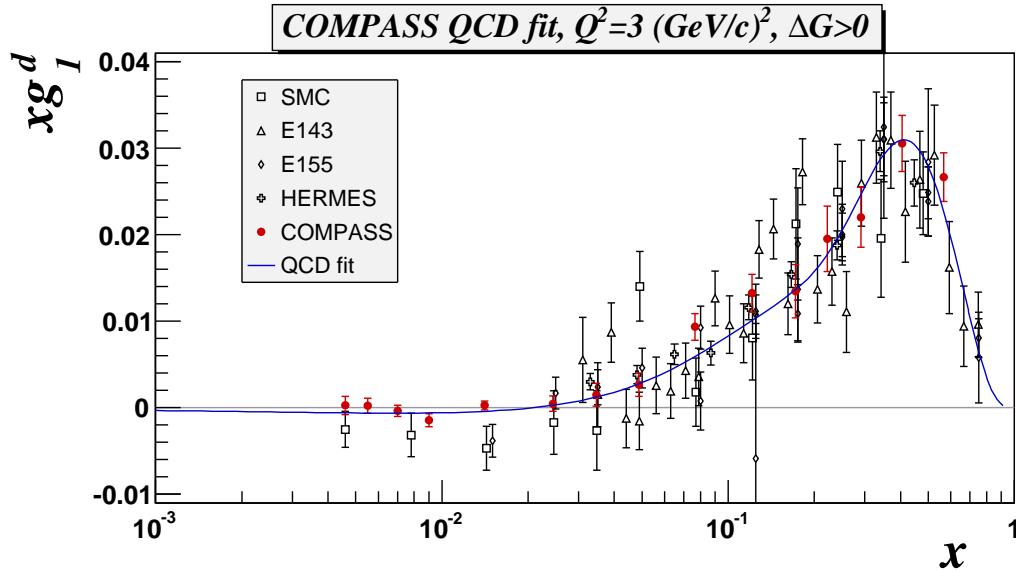 COMPASS QCD fit, Q²=3 (GeV/c)², ΔG>0
xg₁ᵈ
0.04
0.03
0.02
0.01
0
-0.01
SMC
E143
E155
HERMES
COMPASS
QCD fit
10⁻³ 10⁻² 10⁻¹ 1
x